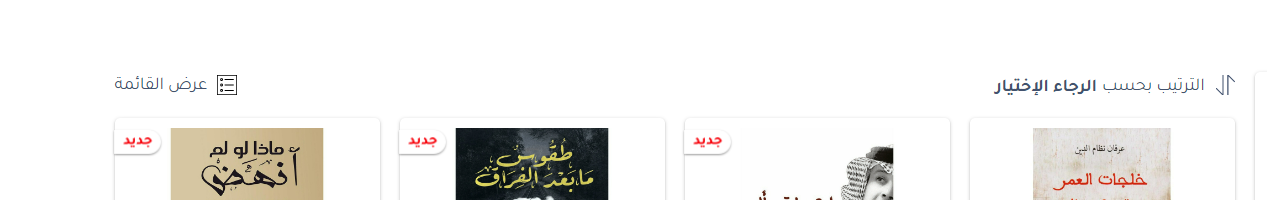 الترتيب بحسب الرجاء الإختيار
عرض القائمة
عرفان نظام الدين
خلجات العمر
جديد
جديد
طقوس
ما بعد الفراق
جديد
ماذا لو لم
أنهض